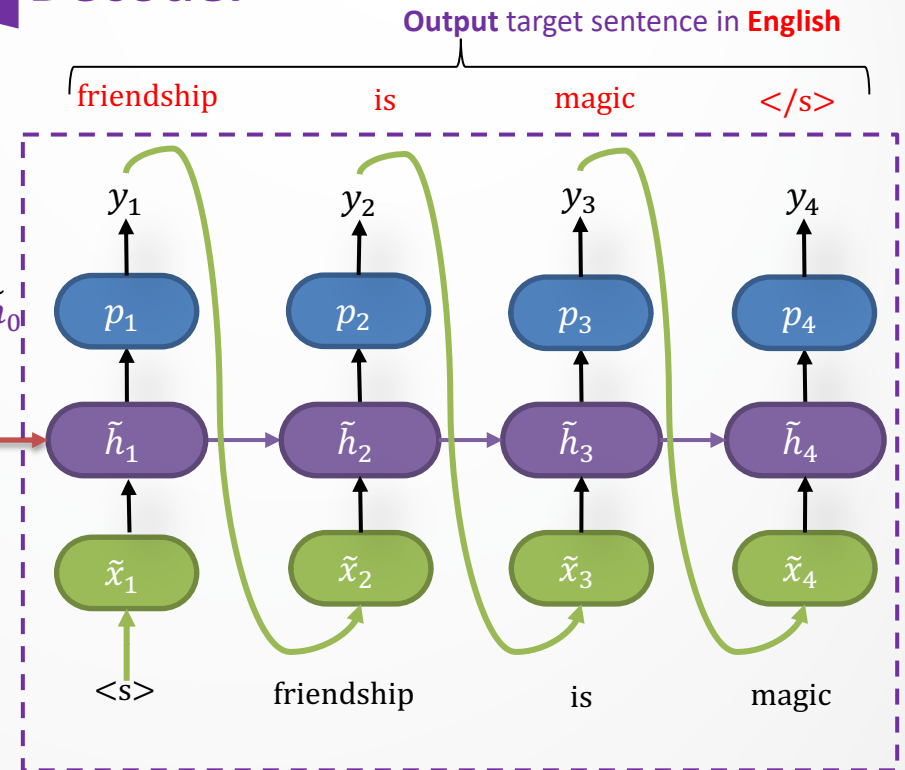 Output target sentence in English
friendship is magic </s>
y₁ y₂ y₃ y₄
p₁ p₂ p₃ p₄
h̃₁ h̃₂ h̃₃ h̃₄
x̃₁ x̃₂ x̃₃ x̃₄
<s> friendship is magic